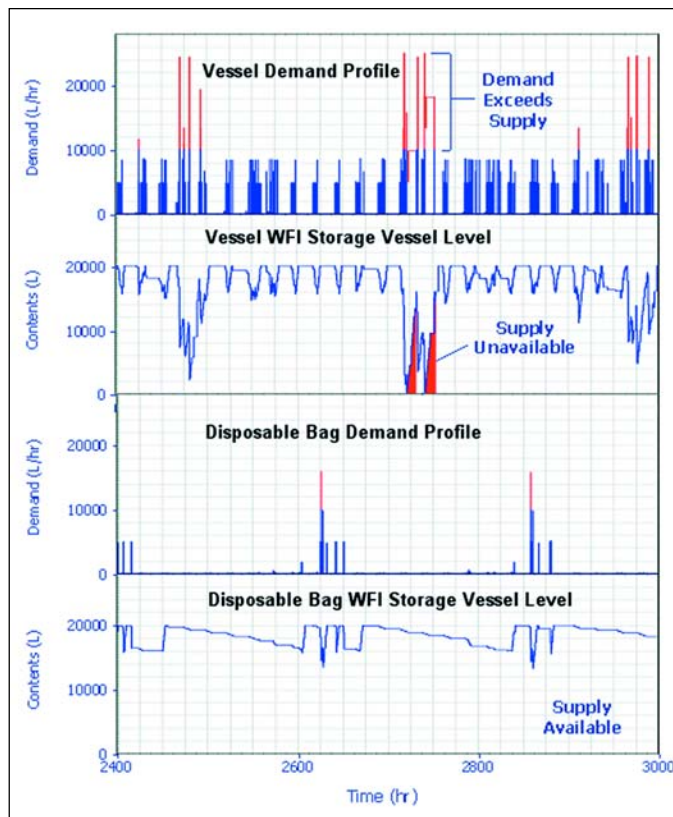 Vessel Demand Profile
Demand
Exceeds
Supply
Demand (L/hr)
20000
10000
0
Vessel WFI Storage Vessel Level
Supply
Unavailable
Contents (L)
20000
10000
0
Disposable Bag Demand Profile
Demand (L/hr)
20000
10000
0
Disposable Bag WFI Storage Vessel Level
Supply
Available
Contents (L)
20000
10000
0
2400
2600
2800
3000
Time (hr)